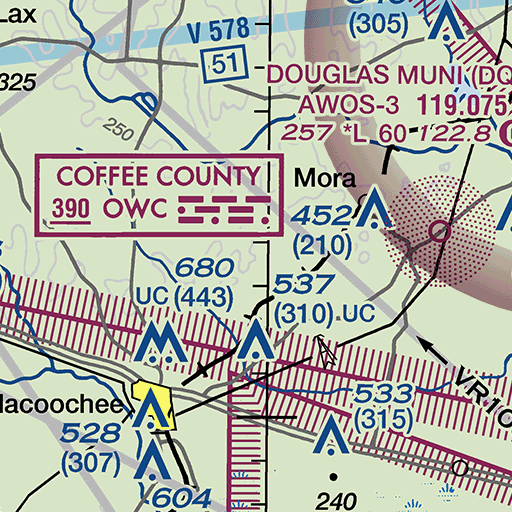 Lax
V 578
(305)
51
325
DOUGLAS MUNI (DQ
AWOS-3 119.075
257 *L 60 122.8
250
COFFEE COUNTY
390 OWC
Mora
452
(210)
680
UC (443)
537
(310) UC
VR10
533
(315)
lacoochee
528
(307)
604
240